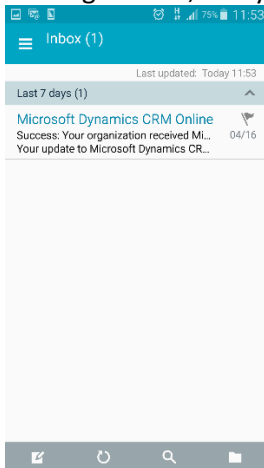 75% 11:53
Inbox (1)
Last updated: Today 11:53
Last 7 days (1)
Microsoft Dynamics CRM Online
Success: Your organization received Mi... 04/16
Your update to Microsoft Dynamics CR...